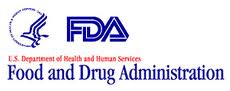 FDA
U.S. Department of Health and Human Services
Food and Drug Administration